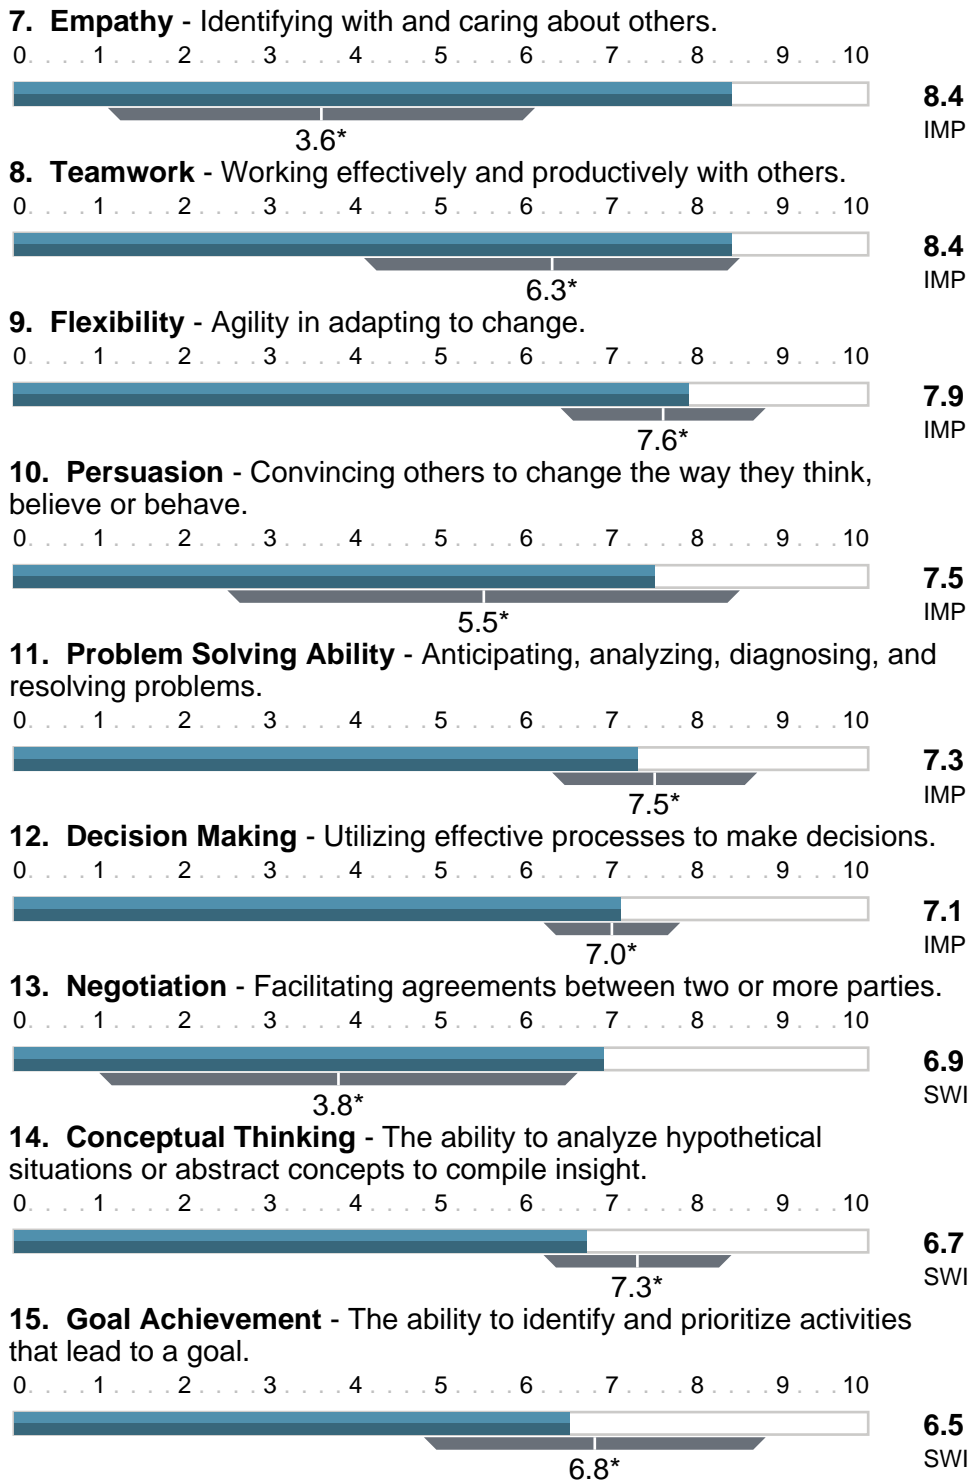 7. Empathy - Identifying with and caring about others.
0. . . . 1 . . . . 2 . . . . 3 . . . . 4 . . . . 5 . . . . 6 . . . . 7 . . . . 8 . . . . 9 . . . 10
8.4
IMP
3.6*
8. Teamwork - Working effectively and productively with others.
0. . . . 1 . . . . 2 . . . . 3 . . . . 4 . . . . 5 . . . . 6 . . . . 7 . . . . 8 . . . . 9 . . . 10
8.4
IMP
6.3*
9. Flexibility - Agility in adapting to change.
0. . . . 1 . . . . 2 . . . . 3 . . . . 4 . . . . 5 . . . . 6 . . . . 7 . . . . 8 . . . . 9 . . . 10
7.9
IMP
7.6*
10. Persuasion - Convincing others to change the way they think,
believe or behave.
0. . . . 1 . . . . 2 . . . . 3 . . . . 4 . . . . 5 . . . . 6 . . . . 7 . . . . 8 . . . . 9 . . . 10
7.5
IMP
5.5*
11. Problem Solving Ability - Anticipating, analyzing, diagnosing, and
resolving problems.
0. . . . 1 . . . . 2 . . . . 3 . . . . 4 . . . . 5 . . . . 6 . . . . 7 . . . . 8 . . . . 9 . . . 10
7.3
IMP
7.5*
12. Decision Making - Utilizing effective processes to make decisions.
0. . . . 1 . . . . 2 . . . . 3 . . . . 4 . . . . 5 . . . . 6 . . . . 7 . . . . 8 . . . . 9 . . . 10
7.1
IMP
7.0*
13. Negotiation - Facilitating agreements between two or more parties.
0. . . . 1 . . . . 2 . . . . 3 . . . . 4 . . . . 5 . . . . 6 . . . . 7 . . . . 8 . . . . 9 . . . 10
6.9
SWI
3.8*
14. Conceptual Thinking - The ability to analyze hypothetical
situations or abstract concepts to compile insight.
0. . . . 1 . . . . 2 . . . . 3 . . . . 4 . . . . 5 . . . . 6 . . . . 7 . . . . 8 . . . . 9 . . . 10
6.7
SWI
7.3*
15. Goal Achievement - The ability to identify and prioritize activities
that lead to a goal.
0. . . . 1 . . . . 2 . . . . 3 . . . . 4 . . . . 5 . . . . 6 . . . . 7 . . . . 8 . . . . 9 . . . 10
6.5
SWI
6.8*